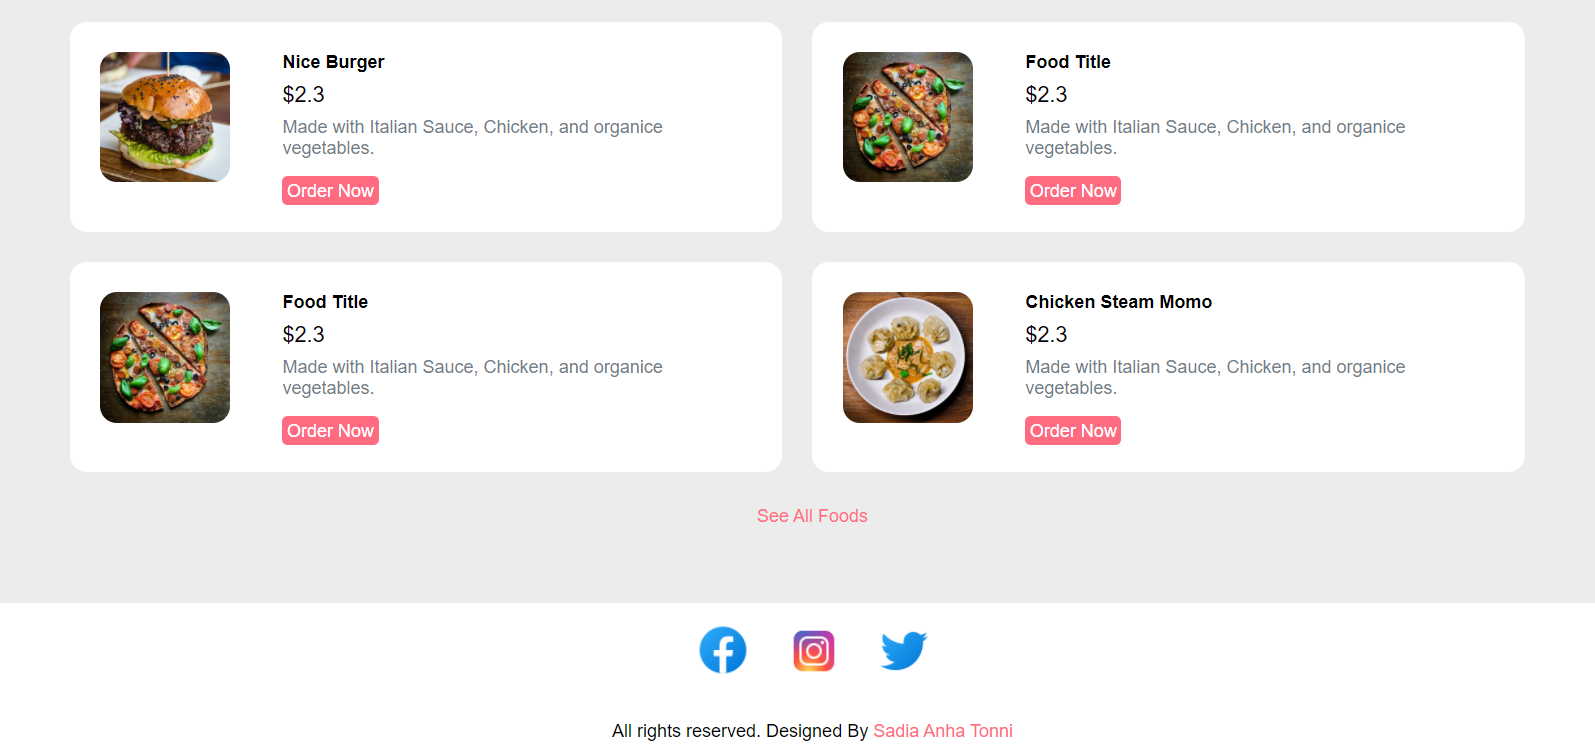 Nice Burger
$2.3
Made with Italian Sauce, Chicken, and organice
vegetables.
Order Now
Food Title
$2.3
Made with Italian Sauce, Chicken, and organice
vegetables.
Order Now
Food Title
$2.3
Made with Italian Sauce, Chicken, and organice
vegetables.
Order Now
Chicken Steam Momo
$2.3
Made with Italian Sauce, Chicken, and organice
vegetables.
Order Now
See All Foods
All rights reserved. Designed By Sadia Anha Tonni